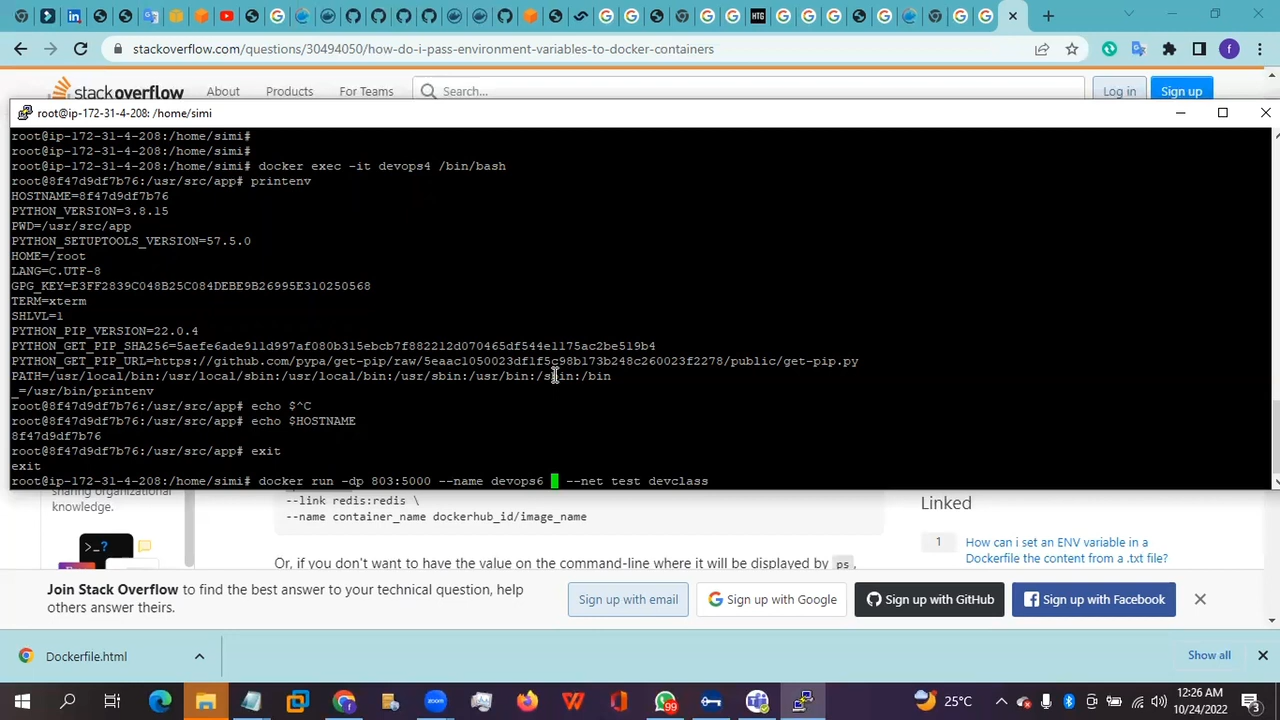 stackoverflow.com/questions/30494050/how-do-i-pass-environment-variables-to-docker-containers
stackoverflow About Products For Teams Search... Log in Sign up
root@ip-172-31-4-208: /home/simi
root@ip-172-31-4-208:/home/simi#
root@ip-172-31-4-208:/home/simi#
root@ip-172-31-4-208:/home/simi# docker exec -it devops4 /bin/bash
root@8f47d9df7b76:/usr/src/app# printenv
HOSTNAME=8f47d9df7b76
PYTHON_VERSION=3.8.15
PWD=/usr/src/app
PYTHON_SETUPTOOLS_VERSION=57.5.0
HOME=/root
LANG=C.UTF-8
GPG_KEY=E3FF2839C048B25C084DEBE9B26995E310250568
TERM=xterm
SHLVL=1
PYTHON_PIP_VERSION=22.0.4
PYTHON_GET_PIP_SHA256=5aefe6ade911d997af080b315ebcb7f882212d070465df544e1175ac2be519b4
PYTHON_GET_PIP_URL=https://github.com/pypa/get-pip/raw/5eaac1050023df1f5c98b173b248c260023f2278/public/get-pip.py
PATH=/usr/local/bin:/usr/local/sbin:/usr/local/bin:/usr/sbin:/usr/bin:/sbin:/bin
_=/usr/bin/printenv
root@8f47d9df7b76:/usr/src/app# echo $^C
root@8f47d9df7b76:/usr/src/app# echo $HOSTNAME
8f47d9df7b76
root@8f47d9df7b76:/usr/src/app# exit
exit
root@ip-172-31-4-208:/home/simi# docker run -dp 803:5000 --name devops6 --net test devclass
sharing organizational
knowledge.
--link redis:redis \
--name container_name dockerhub_id/image_name
Or, if you don't want to have the value on the command-line where it will be displayed by ps,
Linked
1 How can i set an ENV variable in a
Dockerfile the content from a .txt file?
Join Stack Overflow to find the best answer to your technical question, help
others answer theirs.
Sign up with email
Sign up with Google
Sign up with GitHub
Sign up with Facebook
Dockerfile.html
Show all
25°C
12:26 AM
10/24/2022